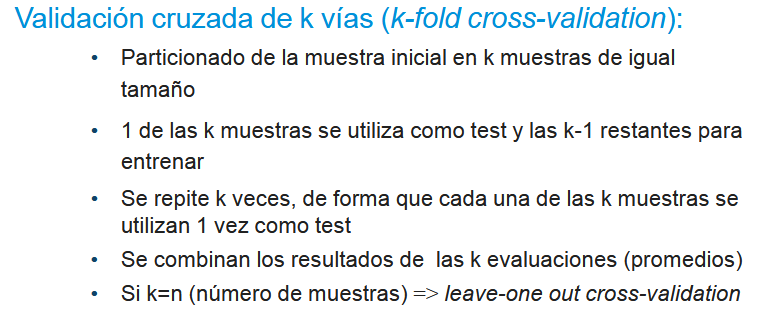 Validación cruzada de k vías (k-fold cross-validation):
• Particionado de la muestra inicial en k muestras de igual
tamaño
• 1 de las k muestras se utiliza como test y las k-1 restantes para
entrenar
• Se repite k veces, de forma que cada una de las k muestras se
utilizan 1 vez como test
• Se combinan los resultados de las k evaluaciones (promedios)
• Si k=n (número de muestras) => leave-one out cross-validation